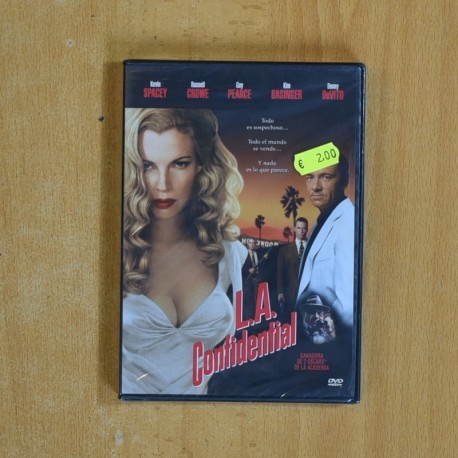 Kevin SPACEY
Russell CROWE
Guy PEARCE
Kim BASINGER
Danny DeVITO
Todo
es sospechoso...
Todo el mundo
se vende...
Y nada
es lo que parece.
€ 2.00
HOLLYWOOD
L.A.
Confidential
GANADORA
DE 2 OSCARS®
DE LA ACADEMIA
DVD